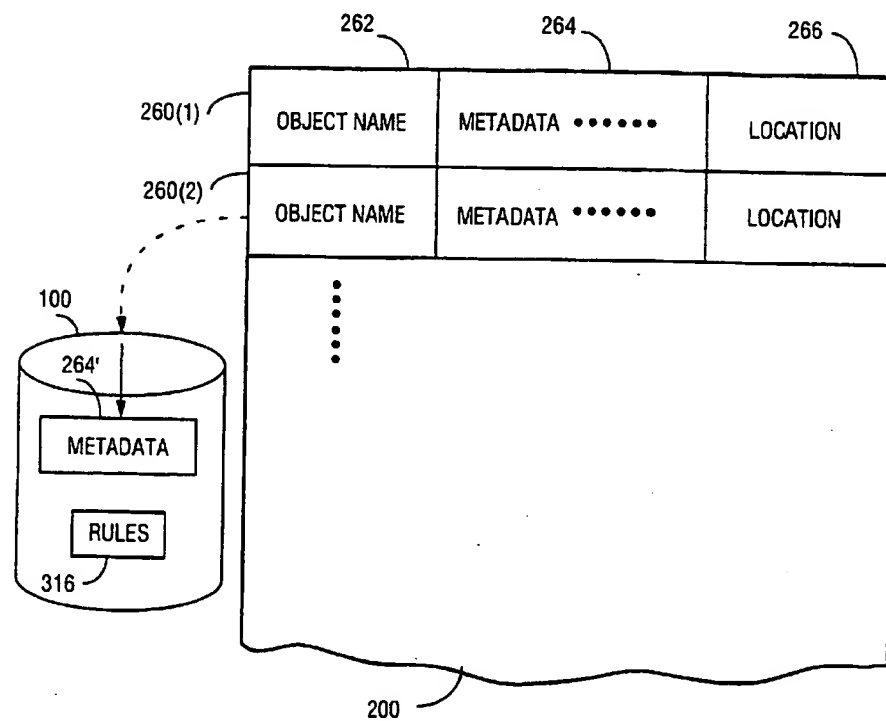 262 264 266
260(1)
OBJECT NAME METADATA •••••• LOCATION
260(2)
OBJECT NAME METADATA •••••• LOCATION
100
264'
METADATA
RULES
316
200